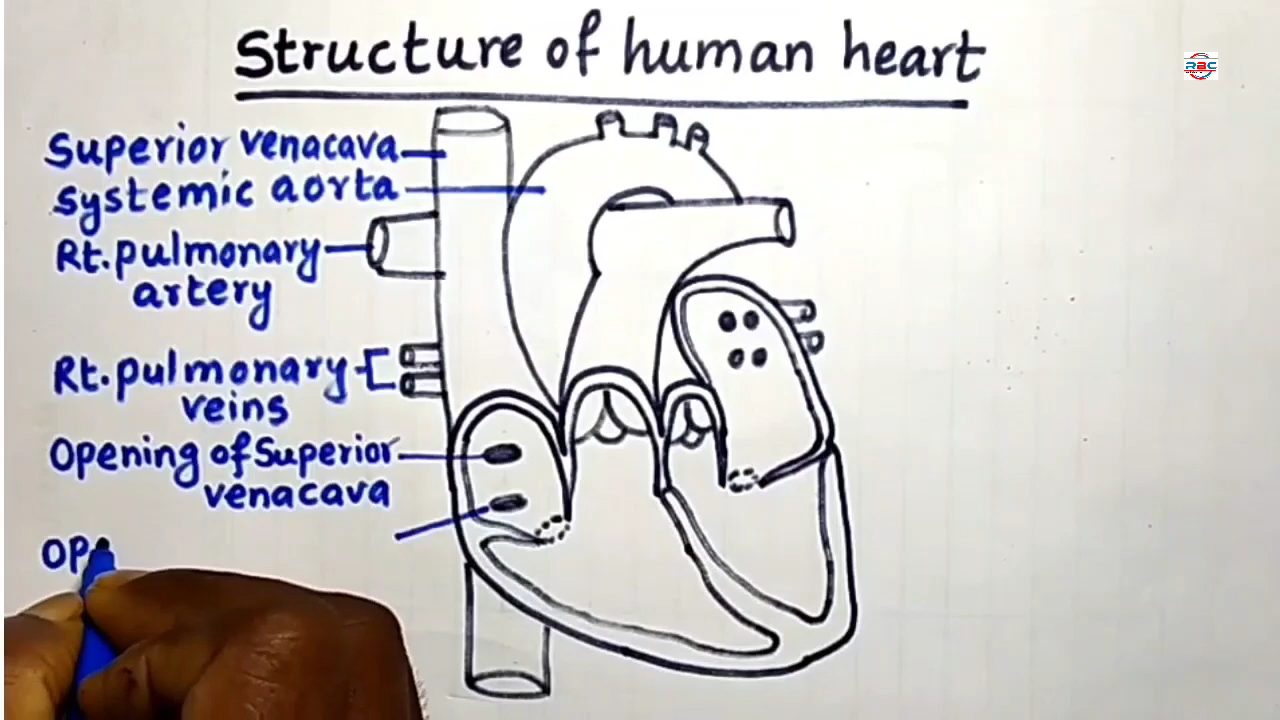 Structure of human heart
RBC
Superior venacava
systemic aorta
Rt. pulmonary
artery
Rt. pulmonary
veins
Opening of Superior
venacava
OP